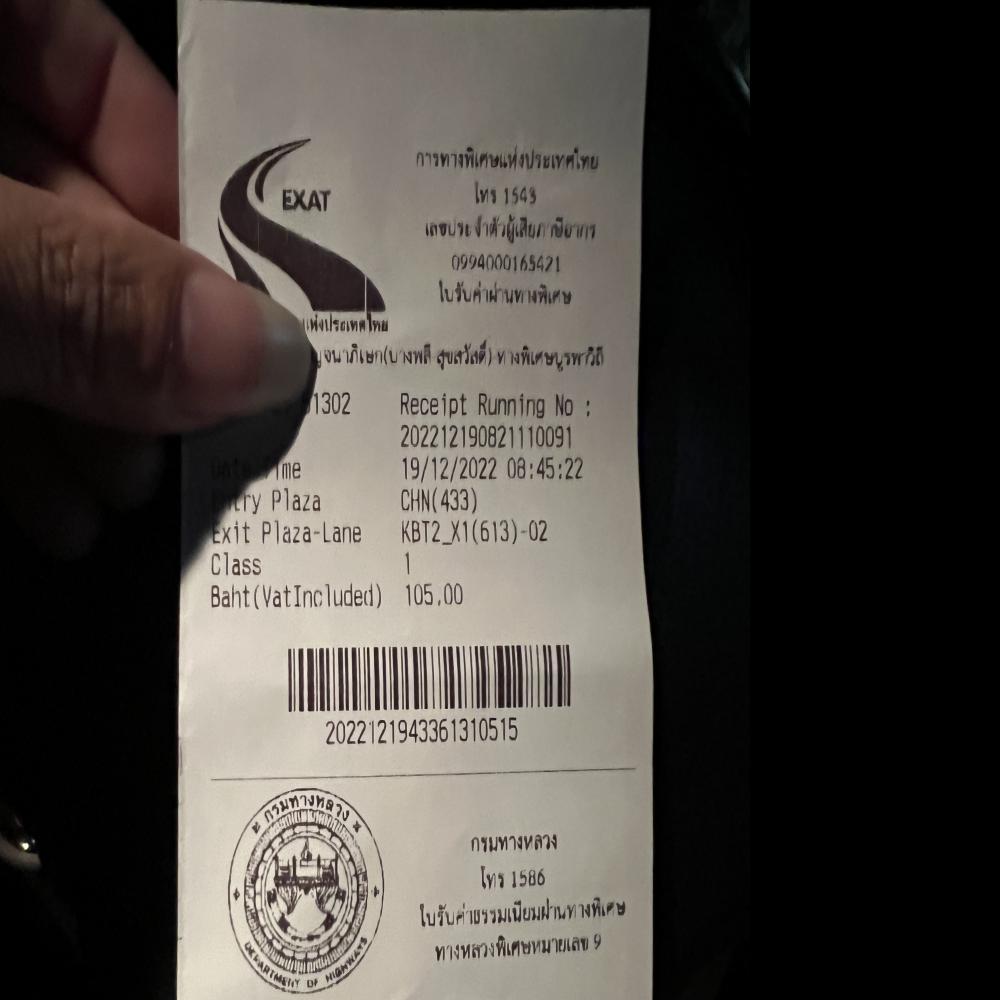 EXAT
การทางพิเศษแห่งประเทศไทย
โทร 1543
เลขประจำตัวผู้เสียภาษีอากร
0994000165421
ใบรับค่าผ่านทางพิเศษ
แห่งประเทศไทย
(บางพลี สุขสวัสดิ์) ทางพิเศษบูรพาวิถี
1302
Receipt Running No :
202212190821110091
Date/Time 19/12/2022 08:45:22
Entry Plaza CHN(433)
Exit Plaza-Lane KBT2_X1(613)-02
Class 1
Baht(VatIncluded) 105.00
2022121943361310515
กรมทางหลวง
DEPARTMENT OF HIGHWAYS
กรมทางหลวง
โทร 1586
ใบรับค่าธรรมเนียมผ่านทางพิเศษ
ทางหลวงพิเศษหมายเลข 9